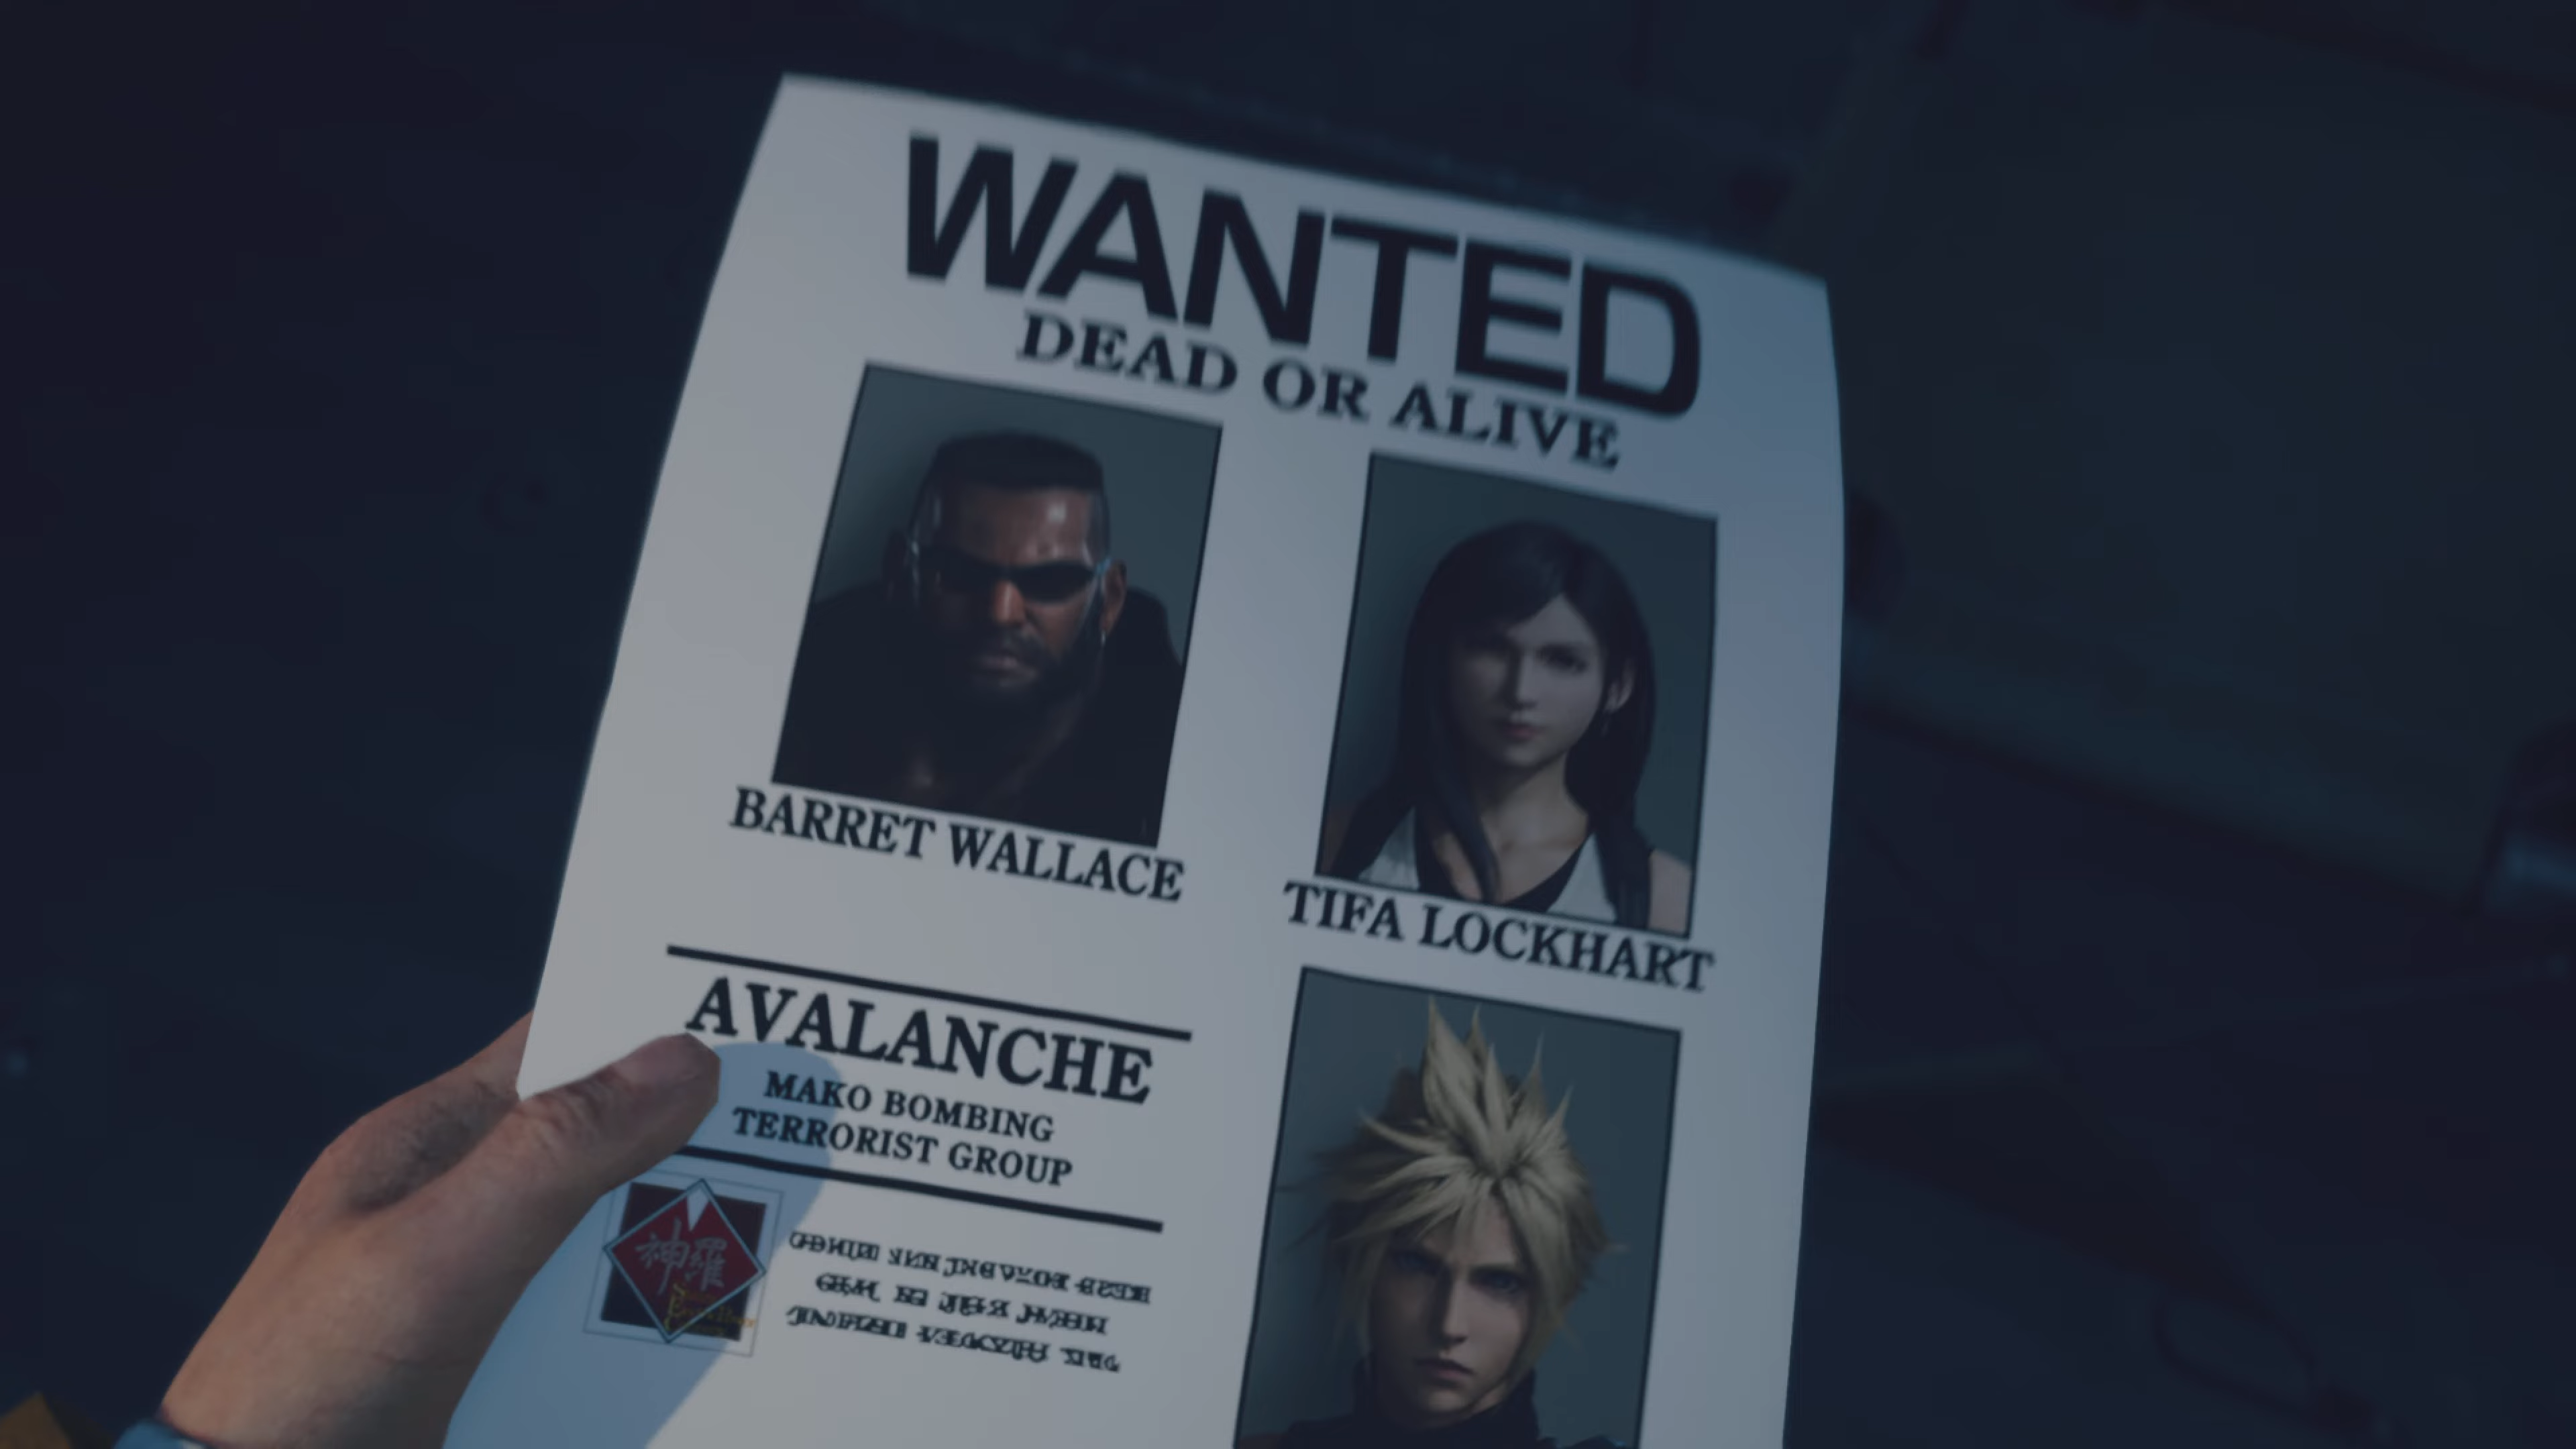 WANTED
DEAD OR ALIVE
BARRET WALLACE
TIFA LOCKHART
AVALANCHE
MAKO BOMBING
TERRORIST GROUP
神羅